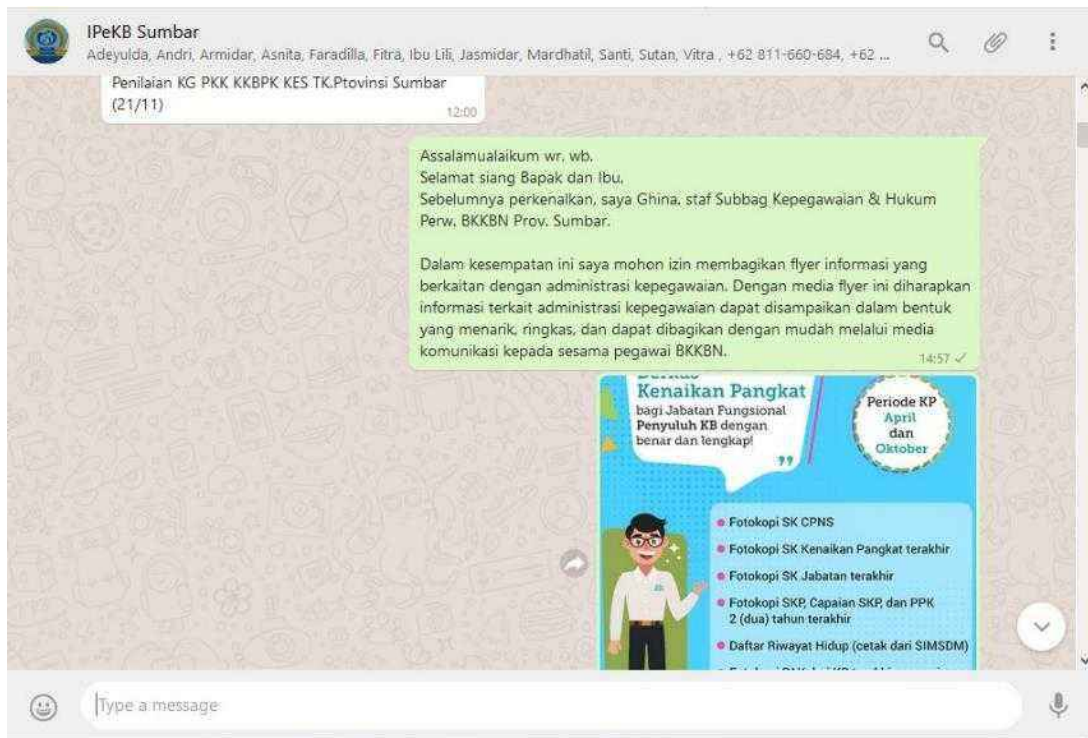 IPeKB Sumbar
Adeyulda, Andri, Armidar, Asnita, Faradilla, Fitra, Ibu Lili, Jasmidar, Mardhatil, Santi, Sutan, Vitra , +62 811-660-684, +62 ...
Penilaian KG PKK KKBPK KES TK.Ptovinsi Sumbar
(21/11)
12:00
Assalamualaikum wr. wb.
Selamat siang Bapak dan Ibu.
Sebelumnya perkenalkan, saya Ghina, staf Subbag Kepegawaian & Hukum
Perw. BKKBN Prov. Sumbar.
Dalam kesempatan ini saya mohon izin membagikan flyer informasi yang
berkaitan dengan administrasi kepegawaian. Dengan media flyer ini diharapkan
informasi terkait administrasi kepegawaian dapat disampaikan dalam bentuk
yang menarik, ringkas, dan dapat dibagikan dengan mudah melalui media
komunikasi kepada sesama pegawai BKKBN.
14:57
Kenaikan Pangkat
bagi Jabatan Fungsional
Penyuluh KB dengan
benar dan lengkap!
Periode KP
April
dan
Oktober
Fotokopi SK CPNS
Fotokopi SK Kenaikan Pangkat terakhir
Fotokopi SK Jabatan terakhir
Fotokopi SKP, Capaian SKP, dan PPK
2 (dua) tahun terakhir
Daftar Riwayat Hidup (cetak dari SIMSDM)
Type a message